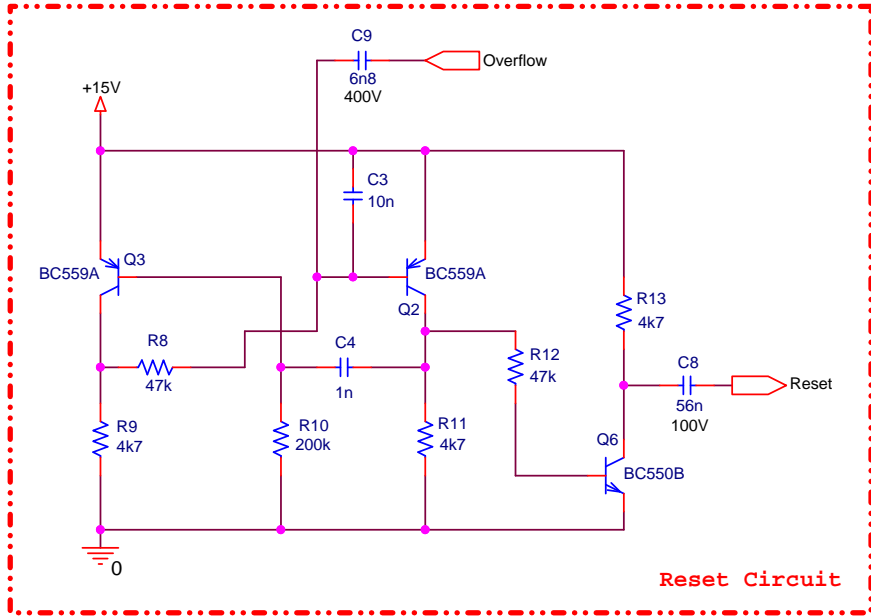 C9
6n8
400V
Overflow
+15V
C3
10n
Q3
BC559A
BC559A
Q2
R13
4k7
R8
47k
C4
1n
R12
47k
C8
56n
100V
Reset
R9
4k7
R10
200k
R11
4k7
Q6
BC550B
0
Reset Circuit